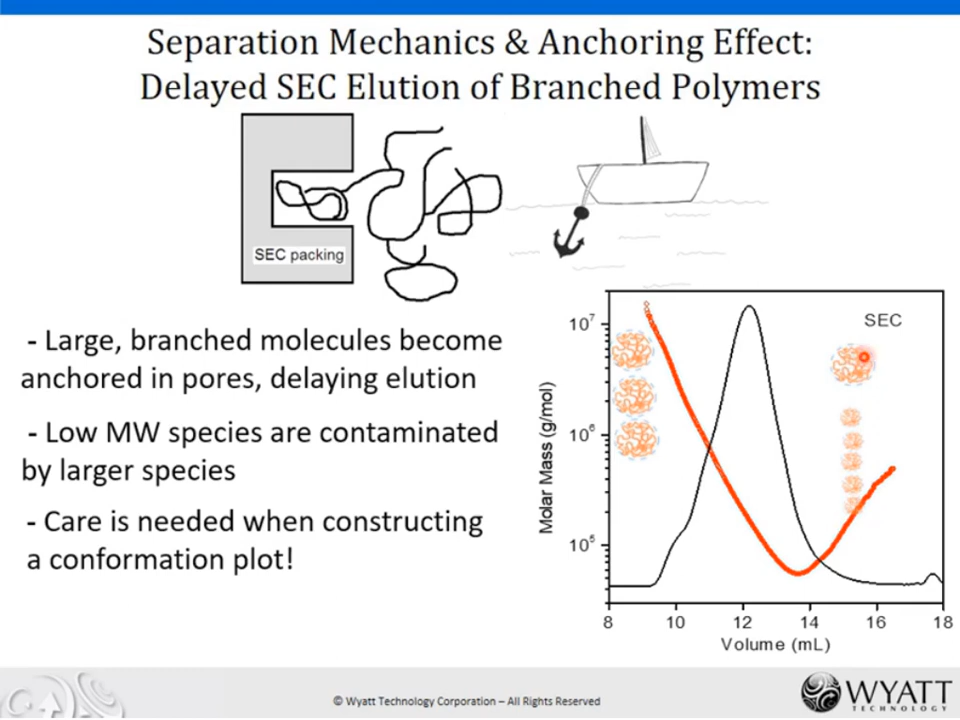 Separation Mechanics & Anchoring Effect:
Delayed SEC Elution of Branched Polymers
SEC packing
- Large, branched molecules become
anchored in pores, delaying elution
- Low MW species are contaminated
by larger species
- Care is needed when constructing
a conformation plot!
SEC
Molar Mass (g/mol)
10⁷
10⁶
10⁵
8 10 12 14 16 18
Volume (mL)
© Wyatt Technology Corporation – All Rights Reserved
WYATT
TECHNOLOGY